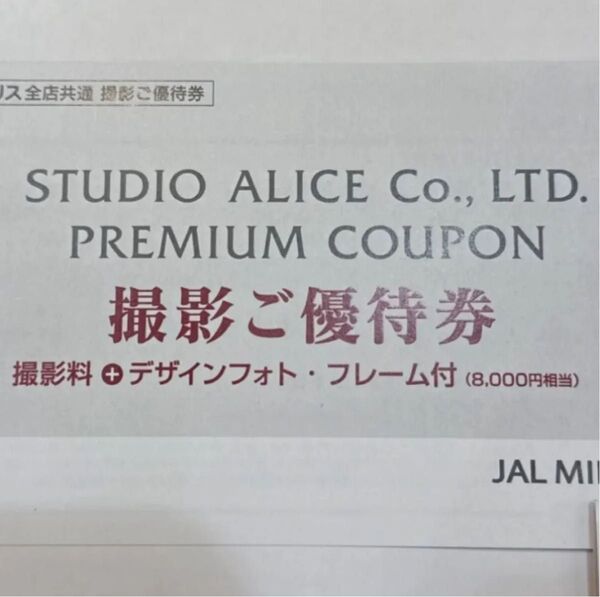 リス全店共通 撮影ご優待券
STUDIO ALICE Co., LTD.
PREMIUM COUPON
撮影ご優待券
撮影料+デザインフォト・フレーム付(8,000円相当)
JAL MI